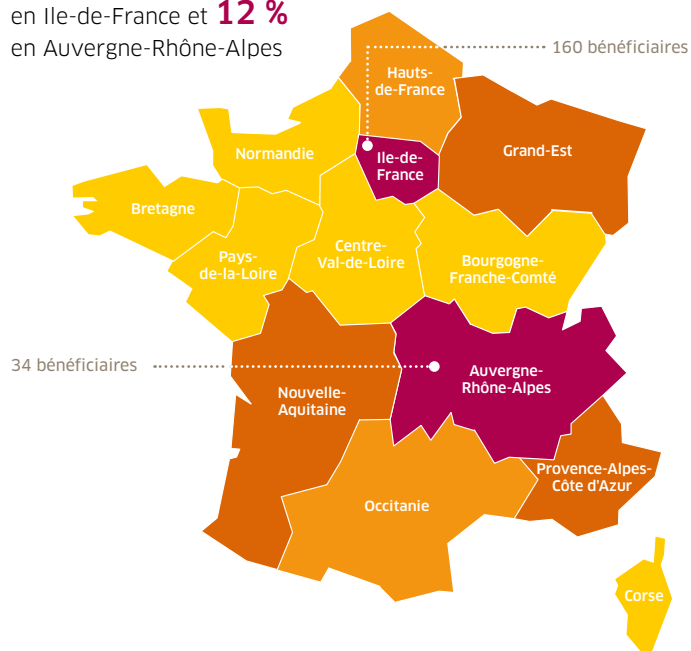 en Ile-de-France et 12 %
en Auvergne-Rhône-Alpes
160 bénéficiaires
Hauts-
de-France
Normandie
Ile-de-
France
Grand-Est
Bretagne
Pays-
de-la-Loire
Centre-
Val-de-Loire
Bourgogne-
Franche-Comté
34 bénéficiaires
Auvergne-
Rhône-Alpes
Nouvelle-
Aquitaine
Provence-Alpes-
Côte d'Azur
Occitanie
Corse